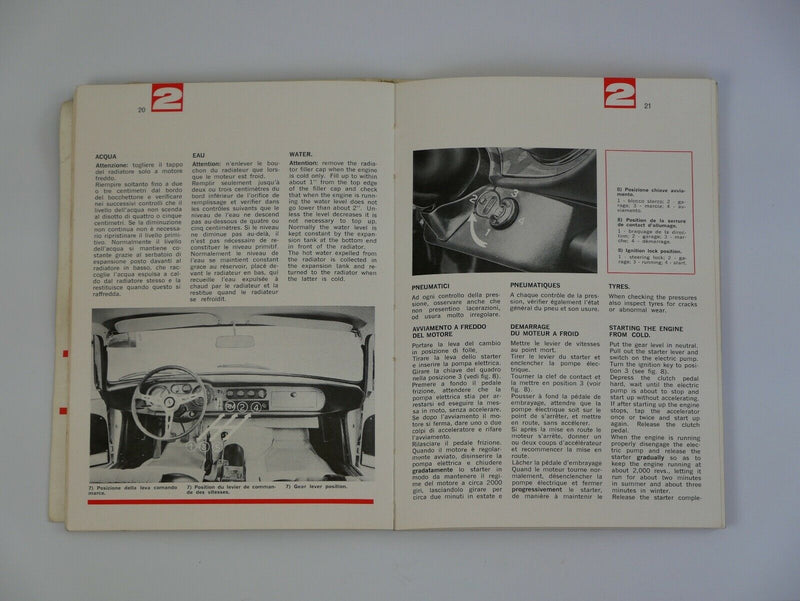 20
2
ACQUA
Attenzione: togliere il tappo
del radiatore solo a motore
freddo.
Riempire soltanto fino a due
o tre centimetri dal bordo
del bocchettone e verificare
nei successivi controlli che il
livello dell'acqua non scenda
al disotto di quattro o cinque
centimetri. Se la diminuzione
non continua non è necessa-
rio ripristinare il livello primi-
tivo. Normalmente il livello
dell'acqua si mantiene co-
stante grazie al serbatoio di
espansione posto davanti al
radiatore in basso, che rac-
coglie l'acqua espulsa a cal-
do dal radiatore stesso e la
restituisce quando questo si
raffredda.
EAU
Attention: n'enlever le bou-
chon du radiateur que lors-
que le moteur est froid.
Remplir seulement jusqu'à
deux ou trois centimètres du
bord inférieur de l'orifice de
remplissage et vérifier dans
les contrôles suivants que le
niveau de l'eau ne descend
pas au-dessous de quatre ou
cinq centimètres. Si le niveau
ne diminue pas au-delà, il
n'est pas nécessaire de re-
constituer le niveau primitif.
Normalement le niveau de
l'eau se maintient constant
grace au réservoir, placé de-
vant le radiateur en bas, qui
recueille l'eau expulsée à
chaud par le radiateur et la
restitue quand le radiateur
se refroidit.
WATER.
Attention: remove the radia-
tor filler cap when the engine
is cold only. Fill up to within
about 1" from the top edge
of the filler cap and check
that when the engine is runn-
ing the water level does not
go lower than about 2". Un-
less the level decreases it is
not necessary to top up.
Normally the water level is
kept constant by the expan-
sion tank at the bottom end
in front of the radiator.
The hot water expelled from
the radiator is collected in
the expansion tank and re-
turned to the radiator when
the latter is cold.
1 2 3 4
7) Posizione della leva comando
marce.
7) Position du levier de comman-
de des vitesses.
7) Gear lever position.
2
21
2 3
1 4
8) Posizione chiave avvia-
mento.
1 - blocco sterzo; 2 - ga-
rage; 3 - marcia; 4 - av-
viamento.
8) Position de la serrure
de contact d'allumage.
1 - braquage de la direc-
tion; 2 - garage; 3 - mar-
che; 4 - démarrage.
8) Ignition lock position.
1 - steering lock; 2 - ga-
rage; 3 - running; 4 - start.
PNEUMATICI
Ad ogni controllo della pres-
sione, osservare anche che
non presentino lacerazioni,
od usura molto irregolare.
AVVIAMENTO A FREDDO
DEL MOTORE
Portare la leva del cambio
in posizione di folle.
Tirare la leva dello starter
e inserire la pompa elettrica.
Girare la chiave del quadro
nella posizione 3 (vedi fig. 8).
Premere a fondo il pedale
frizione, attendere che la
pompa elettrica stia per ar-
restarsi ed eseguire la mes-
sa in moto, senza accelerare.
Se dopo l'avviamento il mo-
tore si ferma, dare uno o due
colpi di acceleratore e rifare
l'avviamento.
Rilasciare il pedale frizione.
Quando il motore è regolar-
mente avviato, disinserire la
pompa elettrica e chiudere
gradatamente lo starter in
modo da mantenere il regi-
me del motore a circa 2000
giri, lasciandolo girare per
circa due minuti in estate e
PNEUMATIQUES
A chaque contrôle de la pres-
sion, vérifier également l'état
général du pneu et son usure.
DEMARRAGE
DU MOTEUR A FROID
Mettre le levier de vitesses
au point mort.
Tirer le levier du starter et
enclencher la pompe élec-
trique.
Tourner la clef de contact et
la mettre en position 3 (voir
fig. 8).
Pousser à fond la pédale de
embrayage, attendre que la
pompe électrique soit sur le
point de s'arrêter, et mettre
en route, sans accélérer.
Si après la mise en route le
moteur s'arrête, donner un
ou deux coups d'accélérateur
et recommencer la mise en
route.
Lâcher la pédale d'embrayage
Quand le moteur tourne nor-
malement, désenclencher la
pompe électrique et fermer
progressivement le starter,
de manière à maintenir le
TYRES.
When checking the pressures
also inspect tyres for cracks
or abnormal wear.
STARTING THE ENGINE
FROM COLD.
Put the gear level in neutral.
Pull out the starter lever and
switch on the electric pump.
Turn the ignition key to posi-
tion 3 (see fig. 8).
Depress the clutch pedal
hard, wait until the electric
pump is about to stop and
start up without accelerating.
If after starting up the engine
stops, tap the accelerator
once or twice and start up
again. Release the clutch
pedal.
When the engine is running
properly disengage the elect-
ric pump and release the
starter gradually so as to
keep the engine running at
about 2,000 revs. letting it
run for about two minutes
in summer and about three
minutes in winter.
Release the starter comple-